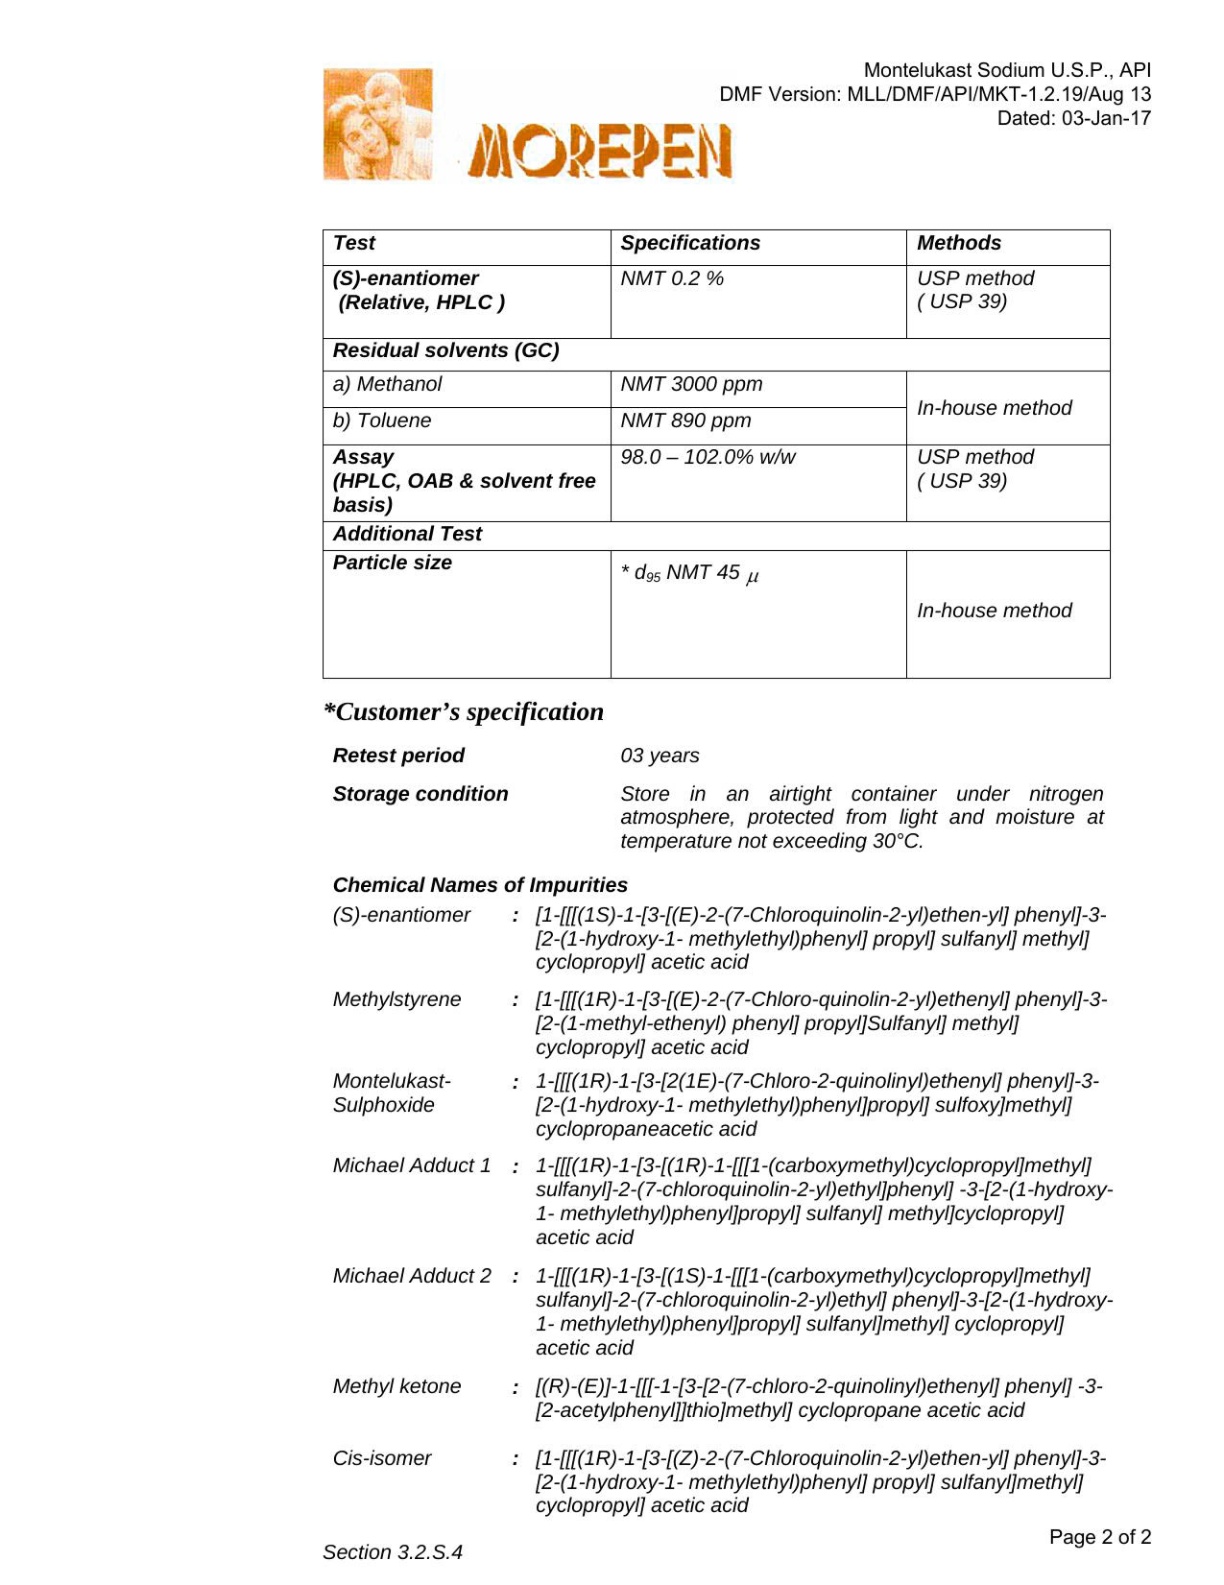 Montelukast Sodium U.S.P., API
DMF Version: MLL/DMF/API/MKT-1.2.19/Aug 13
Dated: 03-Jan-17
MOREPEN
Test Specifications Methods
(S)-enantiomer NMT 0.2 % USP method
(Relative, HPLC ) ( USP 39)
Residual solvents (GC)
a) Methanol NMT 3000 ppm
In-house method
b) Toluene NMT 890 ppm
Assay 98.0 – 102.0% w/w USP method
(HPLC, OAB & solvent free ( USP 39)
basis)
Additional Test
Particle size * d95 NMT 45 μ
In-house method
*Customer’s specification
Retest period 03 years
Storage condition Store in an airtight container under nitrogen
atmosphere, protected from light and moisture at
temperature not exceeding 30°C.
Chemical Names of Impurities
(S)-enantiomer : [1-[[[(1S)-1-[3-[(E)-2-(7-Chloroquinolin-2-yl)ethen-yl] phenyl]-3-
[2-(1-hydroxy-1- methylethyl)phenyl] propyl] sulfanyl] methyl]
cyclopropyl] acetic acid
Methylstyrene : [1-[[[(1R)-1-[3-[(E)-2-(7-Chloro-quinolin-2-yl)ethenyl] phenyl]-3-
[2-(1-methyl-ethenyl) phenyl] propyl]Sulfanyl] methyl]
cyclopropyl] acetic acid
Montelukast- : 1-[[[(1R)-1-[3-[2(1E)-(7-Chloro-2-quinolinyl)ethenyl] phenyl]-3-
Sulphoxide [2-(1-hydroxy-1- methylethyl)phenyl]propyl] sulfoxy]methyl]
cyclopropaneacetic acid
Michael Adduct 1 : 1-[[[(1R)-1-[3-[(1R)-1-[[[1-(carboxymethyl)cyclopropyl]methyl]
sulfanyl]-2-(7-chloroquinolin-2-yl)ethyl]phenyl] -3-[2-(1-hydroxy-
1- methylethyl)phenyl]propyl] sulfanyl] methyl]cyclopropyl]
acetic acid
Michael Adduct 2 : 1-[[[(1R)-1-[3-[(1S)-1-[[[1-(carboxymethyl)cyclopropyl]methyl]
sulfanyl]-2-(7-chloroquinolin-2-yl)ethyl] phenyl]-3-[2-(1-hydroxy-
1- methylethyl)phenyl]propyl] sulfanyl]methyl] cyclopropyl]
acetic acid
Methyl ketone : [(R)-(E)]-1-[[[-1-[3-[2-(7-chloro-2-quinolinyl)ethenyl] phenyl] -3-
[2-acetylphenyl]]thio]methyl] cyclopropane acetic acid
Cis-isomer : [1-[[[(1R)-1-[3-[(Z)-2-(7-Chloroquinolin-2-yl)ethen-yl] phenyl]-3-
[2-(1-hydroxy-1- methylethyl)phenyl] propyl] sulfanyl]methyl]
cyclopropyl] acetic acid
Page 2 of 2
Section 3.2.S.4